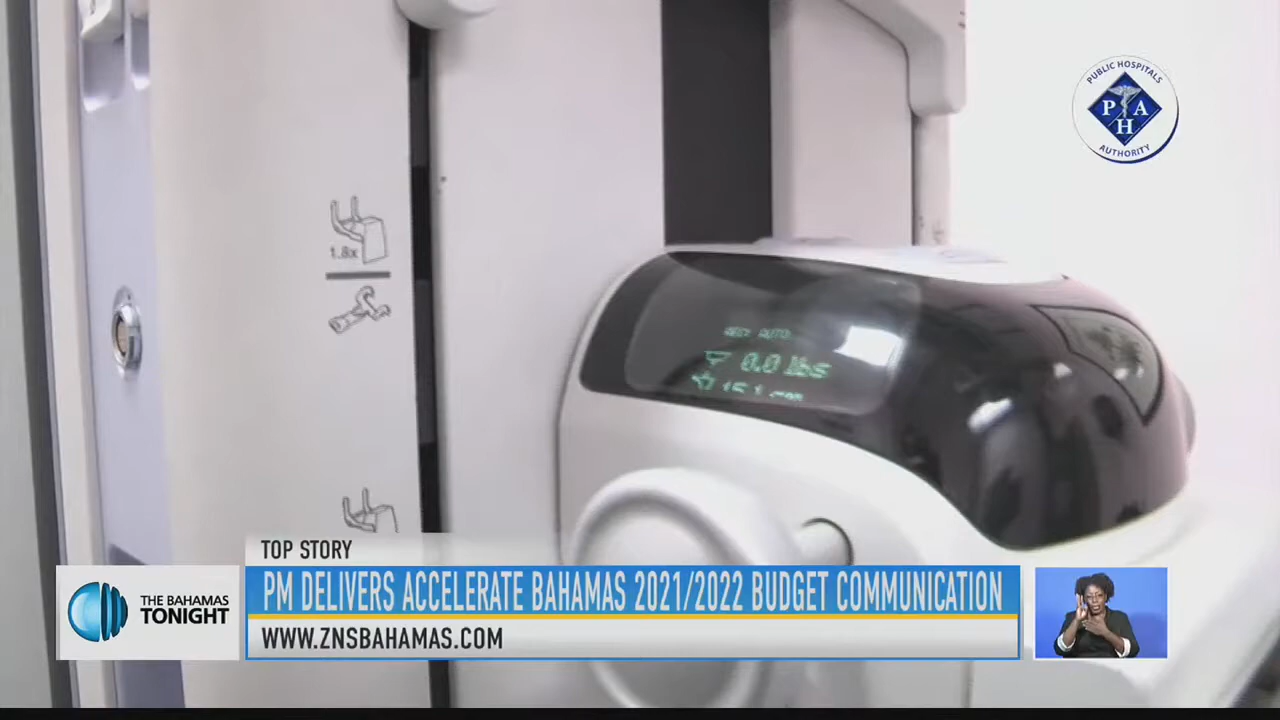 PUBLIC HOSPITALS
P H A
AUTHORITY
1.8x
0.0 lbs
TOP STORY
PM DELIVERS ACCELERATE BAHAMAS 2021/2022 BUDGET COMMUNICATION
THE BAHAMAS
TONIGHT
WWW.ZNSBAHAMAS.COM